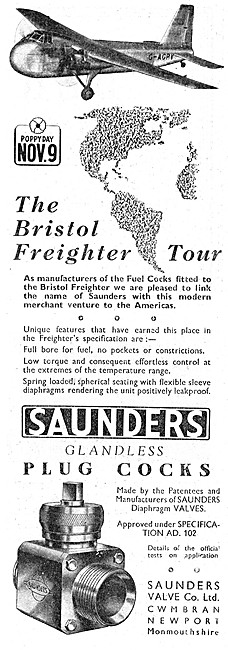 G-AGPV
POPPY DAY
NOV. 9
The
Bristol
Freighter Tour
As manufacturers of the Fuel Cocks fitted to
the Bristol Freighter we are pleased to link
the name of Saunders with this modern
merchant venture to the Americas.
Unique features that have earned this place in
the Freighter's specification are :—
Full bore for fuel, no pockets or constrictions.
Low torque and consequent effortless control at
the extremes of the temperature range.
Spring loaded, spherical seating with flexible sleeve
diaphragms rendering the unit positively leakproof.
SAUNDERS
GLANDLESS
PLUG COCKS
Made by the Patentees and
Manufacturers of SAUNDERS
Diaphragm VALVES.
Approved under SPECIFICA-
TION AD. 102
Details of the official
tests on application
SAUNDERS
VALVE Co. Ltd.
CWMBRAN
NEWPORT
Monmouthshire
SAUNDERS